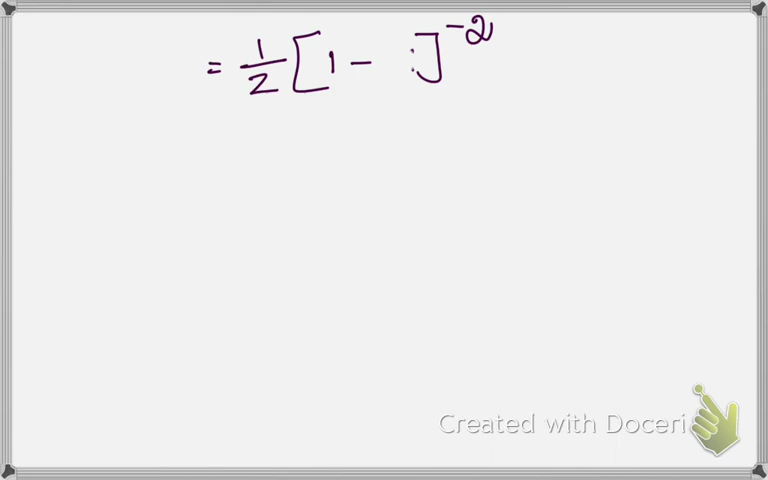 = 1/2 [1 - ]^-2
Created with Doceri